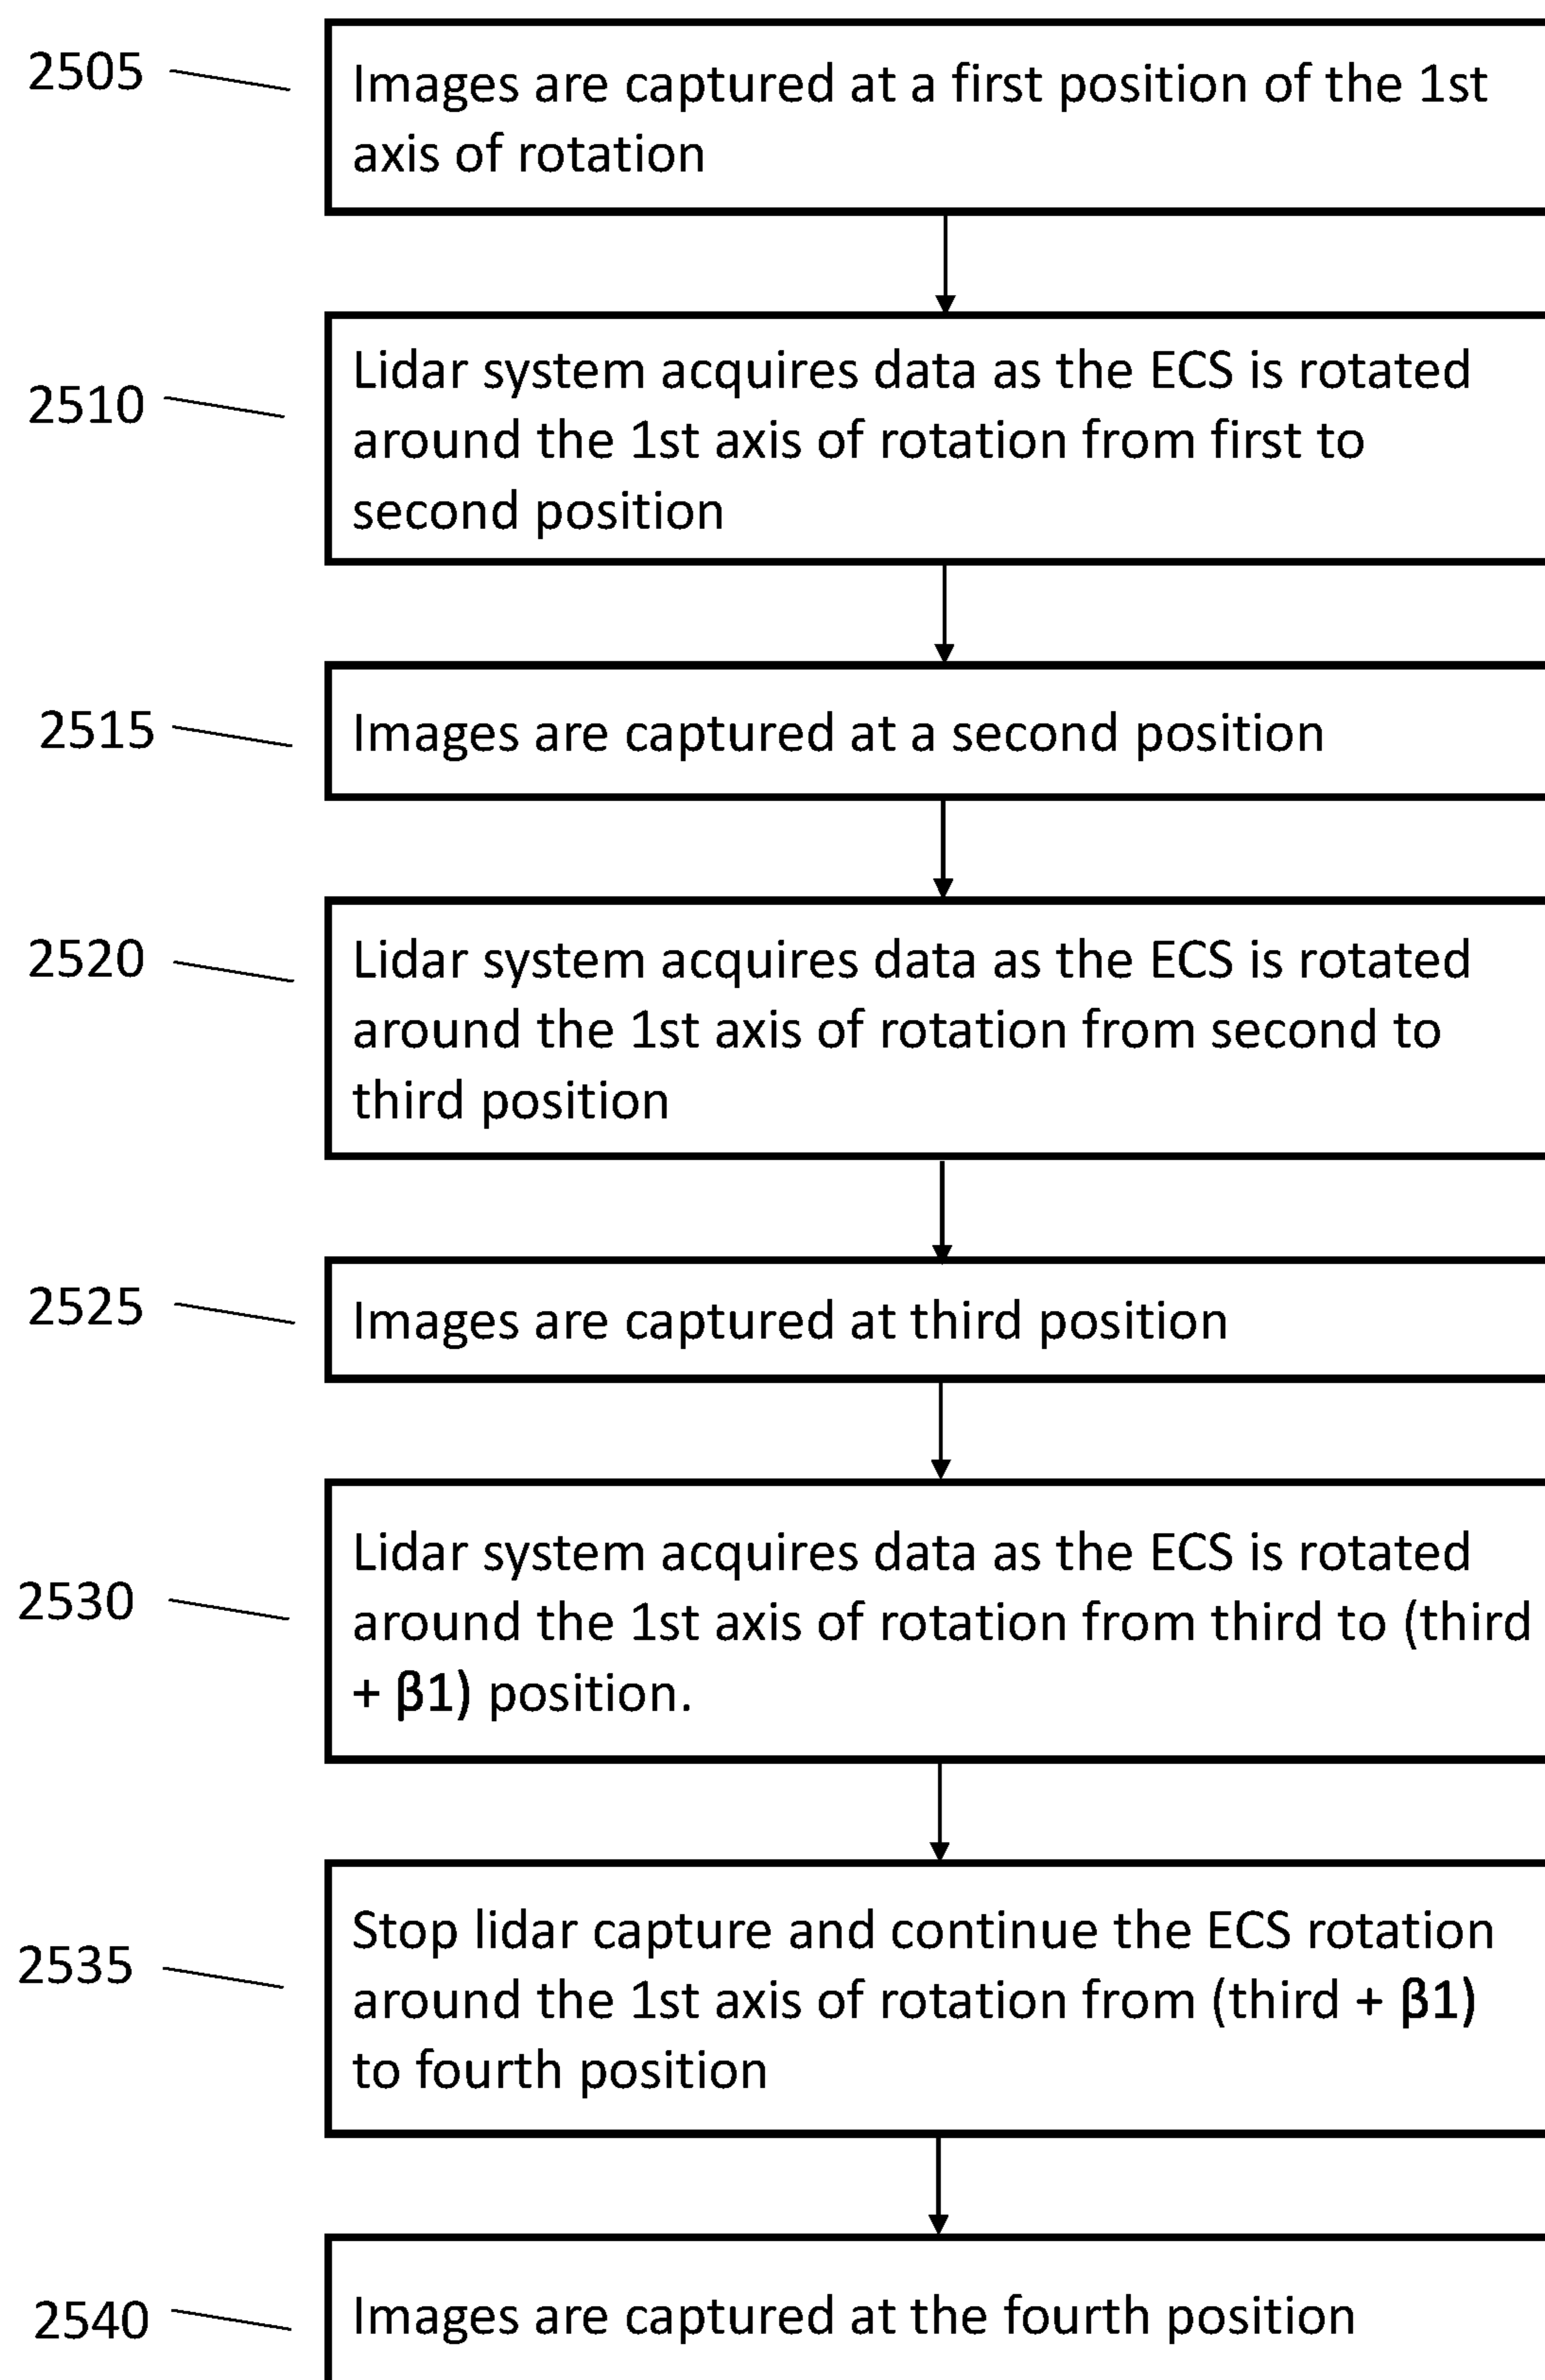 2505
Images are captured at a first position of the 1st
axis of rotation
2510
Lidar system acquires data as the ECS is rotated
around the 1st axis of rotation from first to
second position
2515
Images are captured at a second position
2520
Lidar system acquires data as the ECS is rotated
around the 1st axis of rotation from second to
third position
2525
Images are captured at third position
2530
Lidar system acquires data as the ECS is rotated
around the 1st axis of rotation from third to (third
+ β1) position.
2535
Stop lidar capture and continue the ECS rotation
around the 1st axis of rotation from (third + β1)
to fourth position
2540
Images are captured at the fourth position